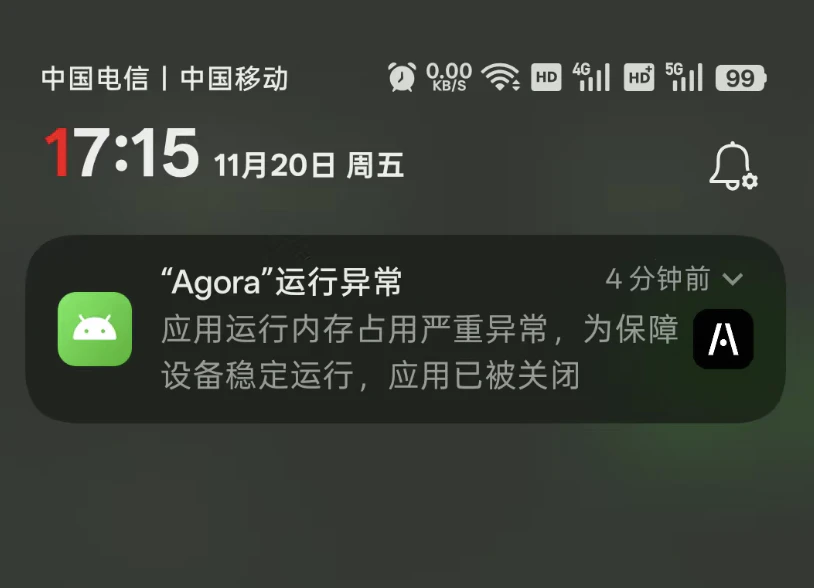 中国电信 | 中国移动 0.00 KB/S HD 4G HD+ 5G 99
17:15 11月20日 周五
“Agora”运行异常 4 分钟前
应用运行内存占用严重异常，为保障
设备稳定运行，应用已被关闭